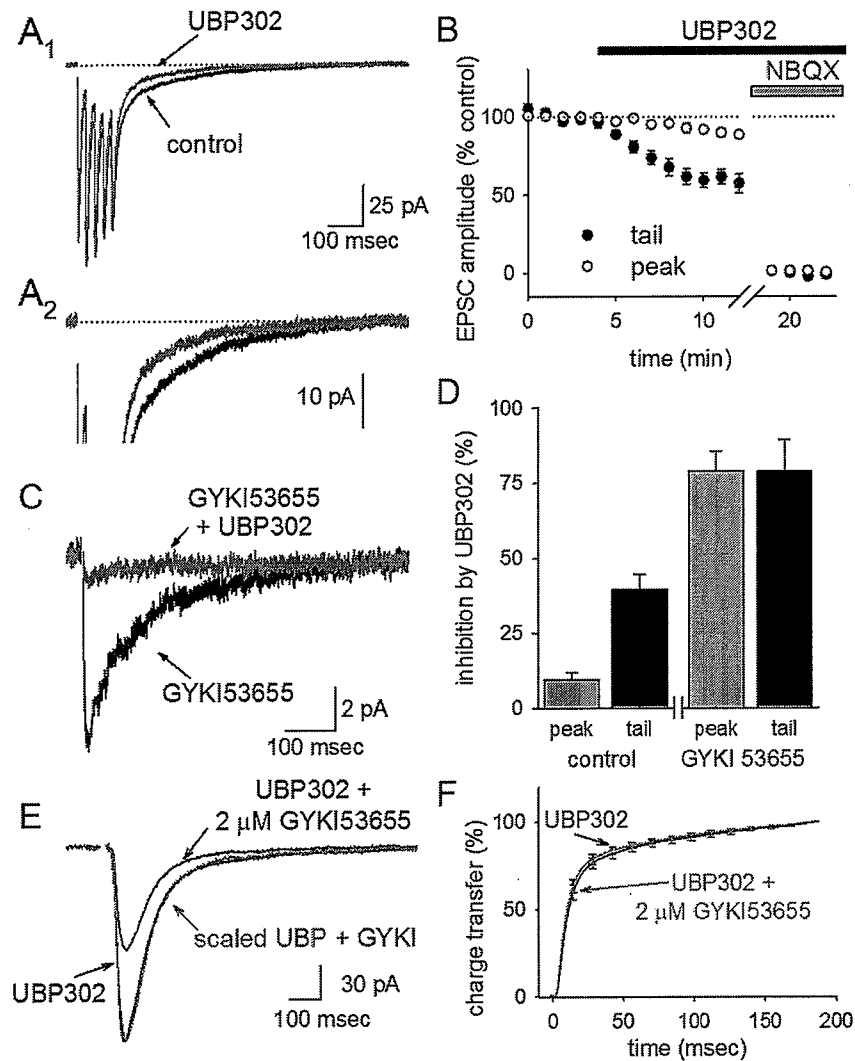 A1
UBP302
control
25 pA
100 msec
A2
10 pA
B
UBP302
NBQX
EPSC amplitude (% control)
100
50
0
tail
peak
0
5
10
20
time (min)
C
GYKI53655
+ UBP302
GYKI53655
2 pA
100 msec
D
inhibition by UBP302 (%)
100
75
50
25
0
peak
tail
peak
tail
control
GYKI 53655
E
UBP302 +
2 μM GYKI53655
scaled UBP + GYKI
UBP302
30 pA
100 msec
F
charge transfer (%)
100
50
0
UBP302
UBP302 +
2 μM GYKI53655
0
50
100
150
200
time (msec)